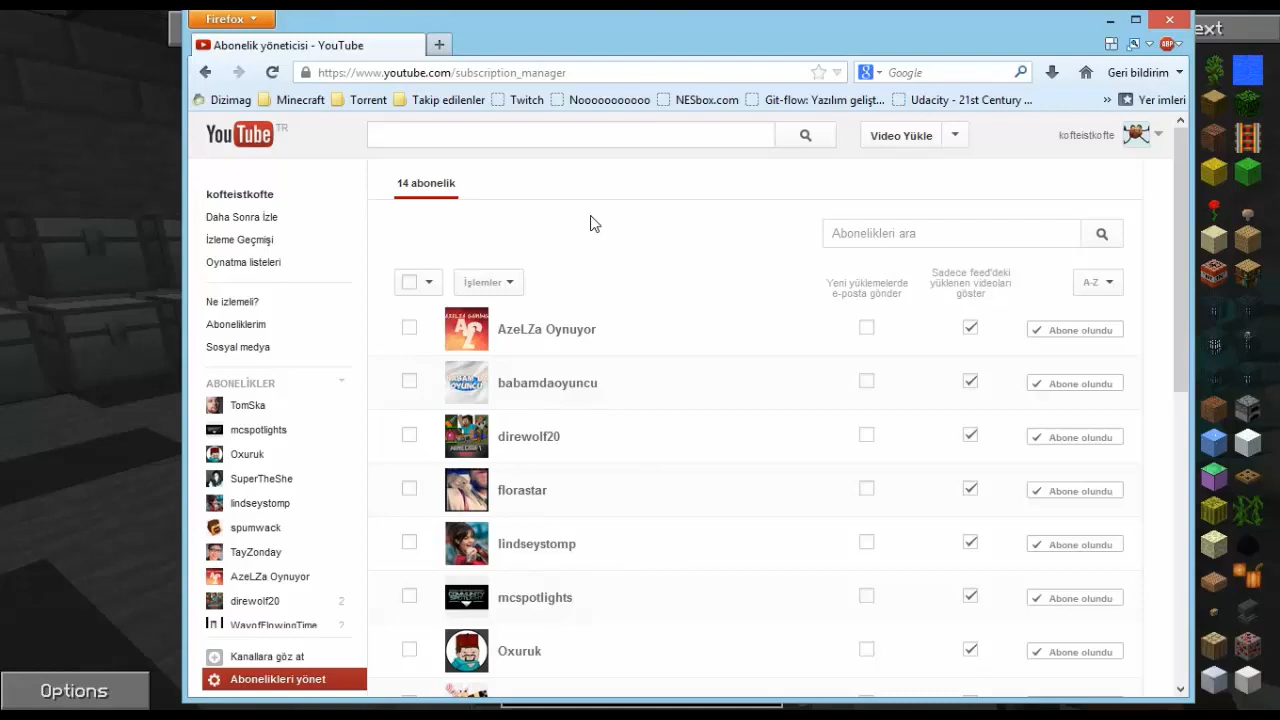 Firefox
Abonelik yöneticisi - YouTube
https://www.youtube.com/subscription_manager
Google
Geri bildirim
Dizimag
Minecraft
Torrent
Takip edilenler
Twitch
Nooooooooooo
NESbox.com
Git-flow: Yazılım gelişt...
Udacity - 21st Century ...
»
Yer imleri
ext
YouTube TR
Video Yükle
kofteistkofte
kofteistkofte
Daha Sonra İzle
İzleme Geçmişi
Oynatma listeleri
Ne izlemeli?
Aboneliklerim
Sosyal medya
ABONELİKLER
TomSka
mcspotlights
Oxuruk
SuperTheShe
lindseystomp
spumwack
TayZonday
AzeLZa Oynuyor
direwolf20 2
WayofFlowingTime 2
Kanallara göz at
Abonelikleri yönet
14 abonelik
Abonelikleri ara
İşlemler
Yeni yüklemelerde
e-posta gönder
Sadece feed'deki
yüklenen videoları
göster
A-Z
AzeLZa Oynuyor
Abone olundu
babamdaoyuncu
Abone olundu
direwolf20
Abone olundu
florastar
Abone olundu
lindseystomp
Abone olundu
mcspotlights
Abone olundu
Oxuruk
Abone olundu
Options